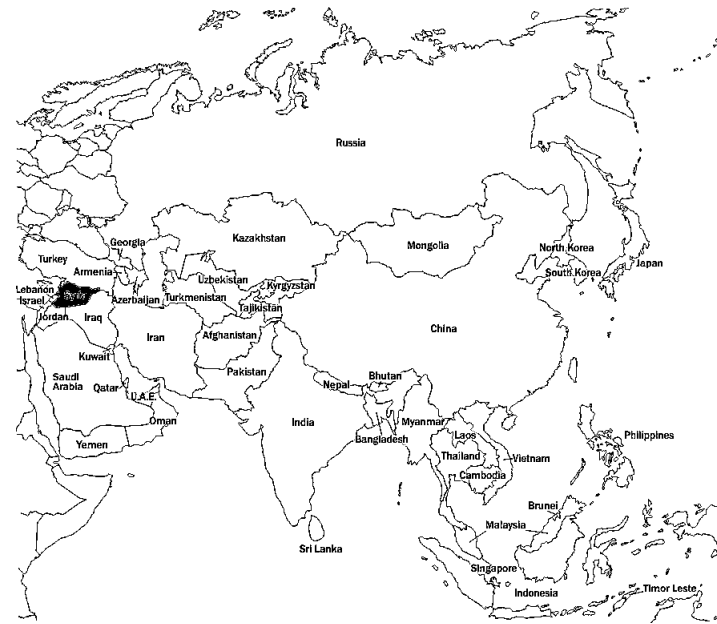 Russia
Georgia
Kazakhstan
Mongolia
Turkey
North Korea
Armenia
Japan
South Korea
Uzbekistan
Kyrgyzstan
Lebanon
Israel
Azerbaijan
Turkmenistan
Tajikistan
Jordan
Iraq
Iran
Afghanistan
China
Kuwait
Pakistan
Bhutan
Nepal
Saudi
Arabia
Qatar
U.A.E.
Oman
India
Myanmar
Bangladesh
Laos
Philippines
Yemen
Thailand
Vietnam
Cambodia
Brunei
Malaysia
Sri Lanka
Singapore
Indonesia
Timor Leste